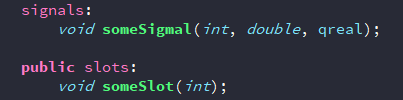 signals:
void someSigmal(int, double, qreal);
public slots:
void someSlot(int);